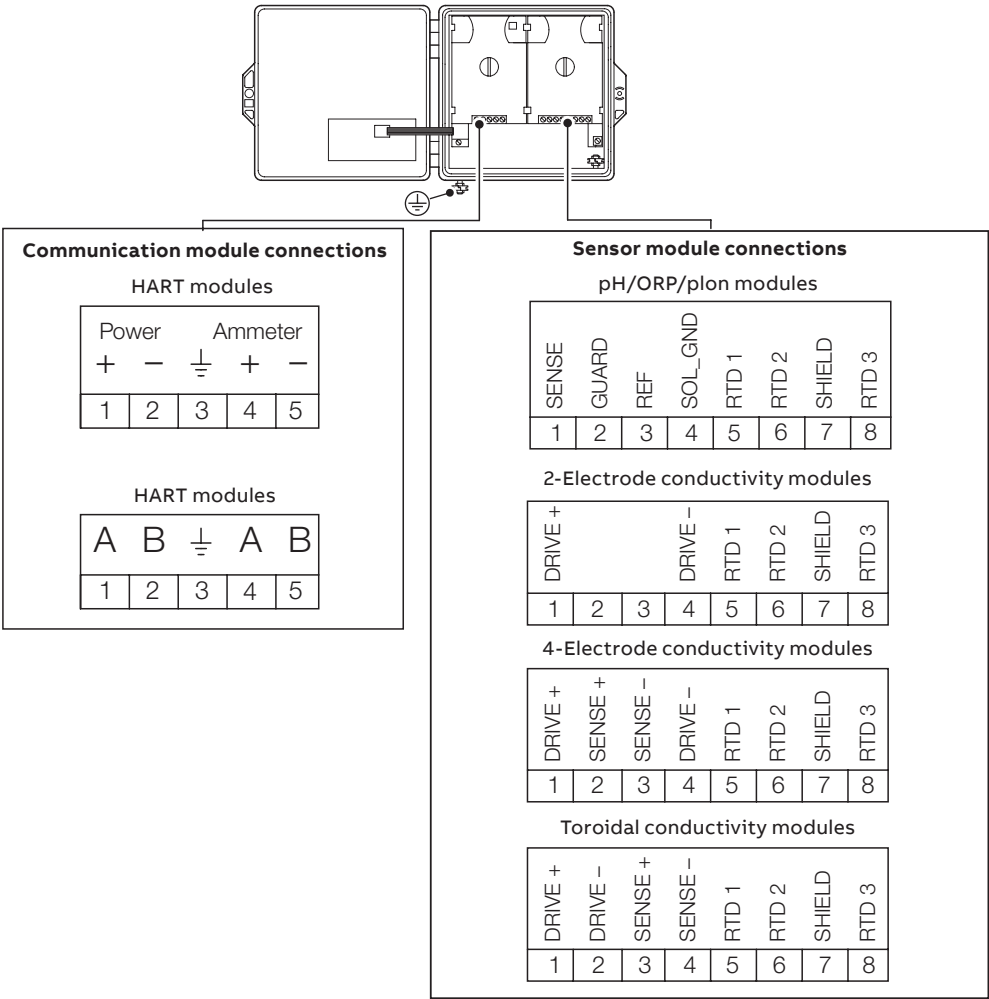 Communication module connections
HART modules
Power Ammeter
+ − ⏚ + −
1 2 3 4 5
HART modules
A B ⏚ A B
1 2 3 4 5
Sensor module connections
pH/ORP/pIon modules
SENSE GUARD REF SOL_GND RTD 1 RTD 2 SHIELD RTD 3
1 2 3 4 5 6 7 8
2-Electrode conductivity modules
DRIVE + DRIVE − RTD 1 RTD 2 SHIELD RTD 3
1 2 3 4 5 6 7 8
4-Electrode conductivity modules
DRIVE + SENSE + SENSE − DRIVE − RTD 1 RTD 2 SHIELD RTD 3
1 2 3 4 5 6 7 8
Toroidal conductivity modules
DRIVE + DRIVE − SENSE + SENSE − RTD 1 RTD 2 SHIELD RTD 3
1 2 3 4 5 6 7 8